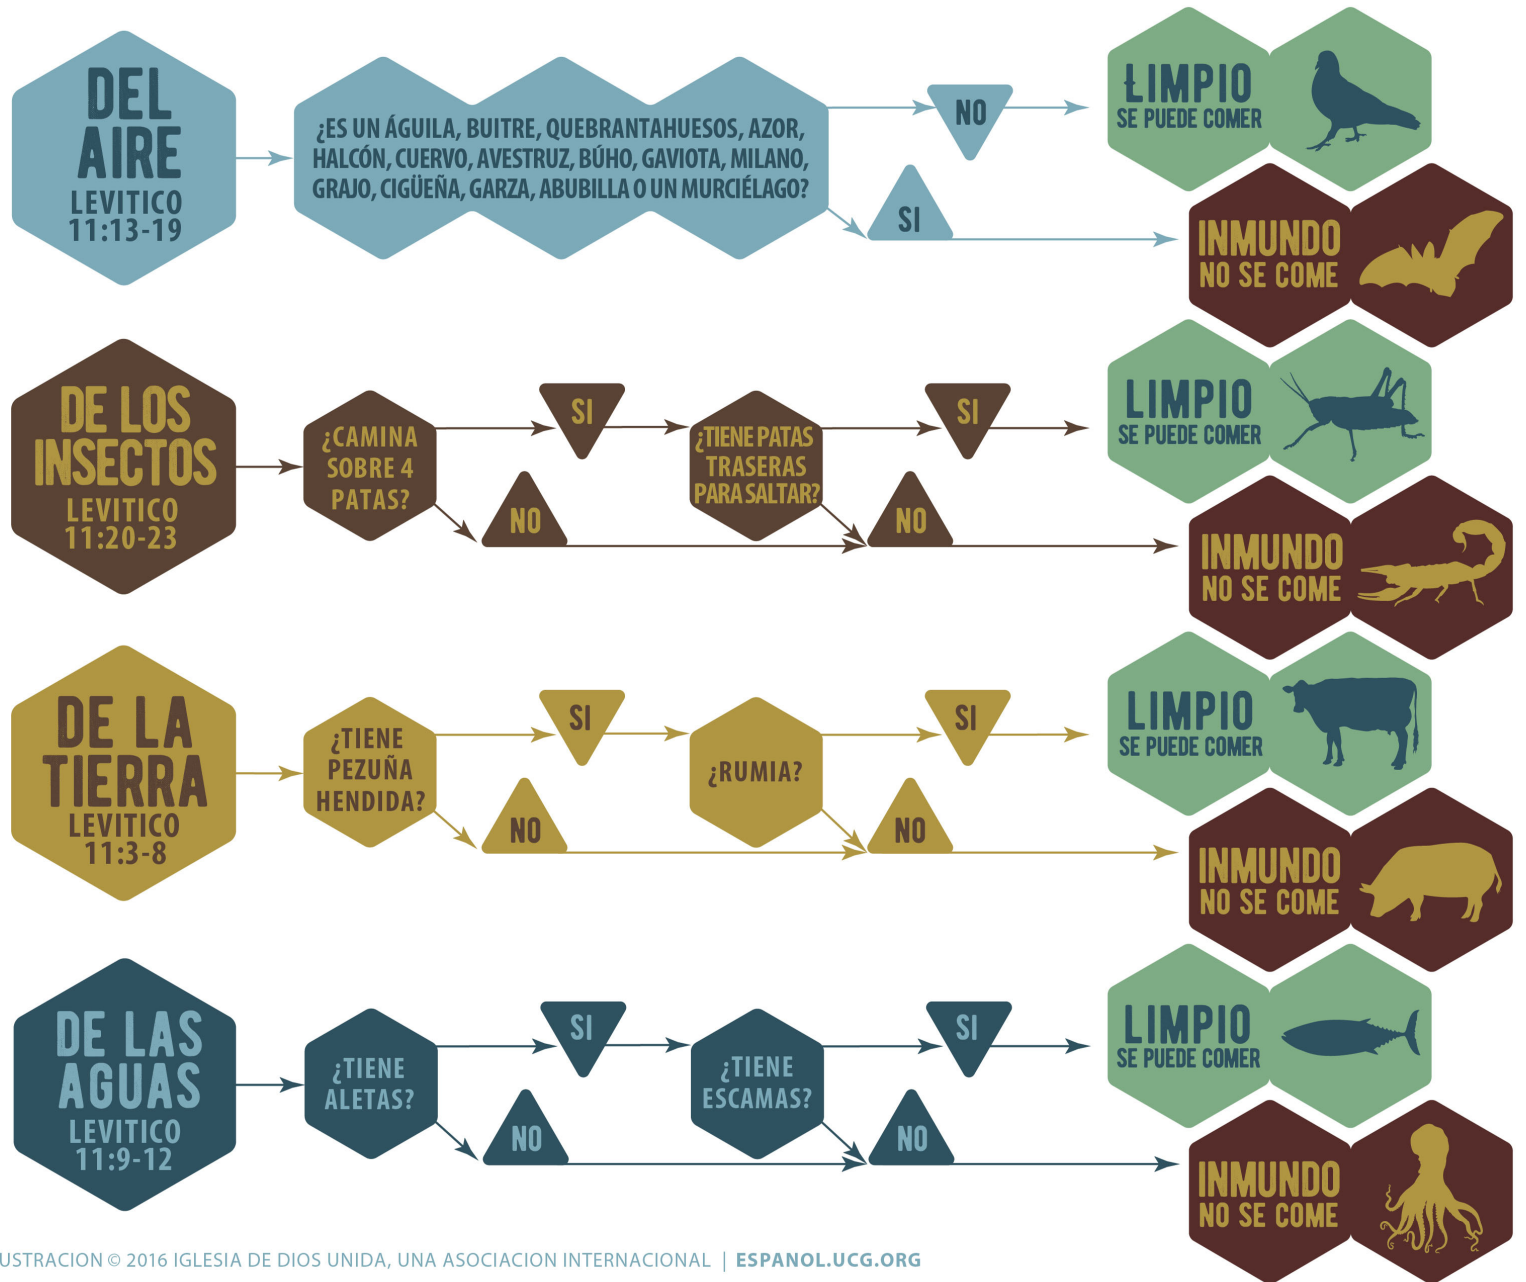 DEL
AIRE
LEVITICO
11:13-19
¿ES UN ÁGUILA, BUITRE, QUEBRANTAHUESOS, AZOR,
HALCÓN, CUERVO, AVESTRUZ, BÚHO, GAVIOTA, MILANO,
GRAJO, CIGÜEÑA, GARZA, ABUBILLA O UN MURCIÉLAGO?
NO
SI
LIMPIO
SE PUEDE COMER
INMUNDO
NO SE COME
DE LOS
INSECTOS
LEVITICO
11:20-23
¿CAMINA
SOBRE 4
PATAS?
SI
NO
¿TIENE PATAS
TRASERAS
PARA SALTAR?
SI
NO
LIMPIO
SE PUEDE COMER
INMUNDO
NO SE COME
DE LA
TIERRA
LEVITICO
11:3-8
¿TIENE
PEZUÑA
HENDIDA?
SI
NO
¿RUMIA?
SI
NO
LIMPIO
SE PUEDE COMER
INMUNDO
NO SE COME
DE LAS
AGUAS
LEVITICO
11:9-12
¿TIENE
ALETAS?
SI
NO
¿TIENE
ESCAMAS?
SI
NO
LIMPIO
SE PUEDE COMER
INMUNDO
NO SE COME
USTRACION © 2016 IGLESIA DE DIOS UNIDA, UNA ASOCIACION INTERNACIONAL | ESPANOL.UCG.ORG